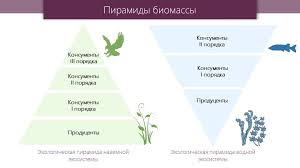 Пирамиды биомассы
Консументы
III порядка
Консументы
II порядка
Консументы
I порядка
Продуценты
Консументы
II порядка
Консументы
I порядка
Продуценты
Экологическая пирамида наземной
экосистемы
Экологическая пирамида водной
экосистемы